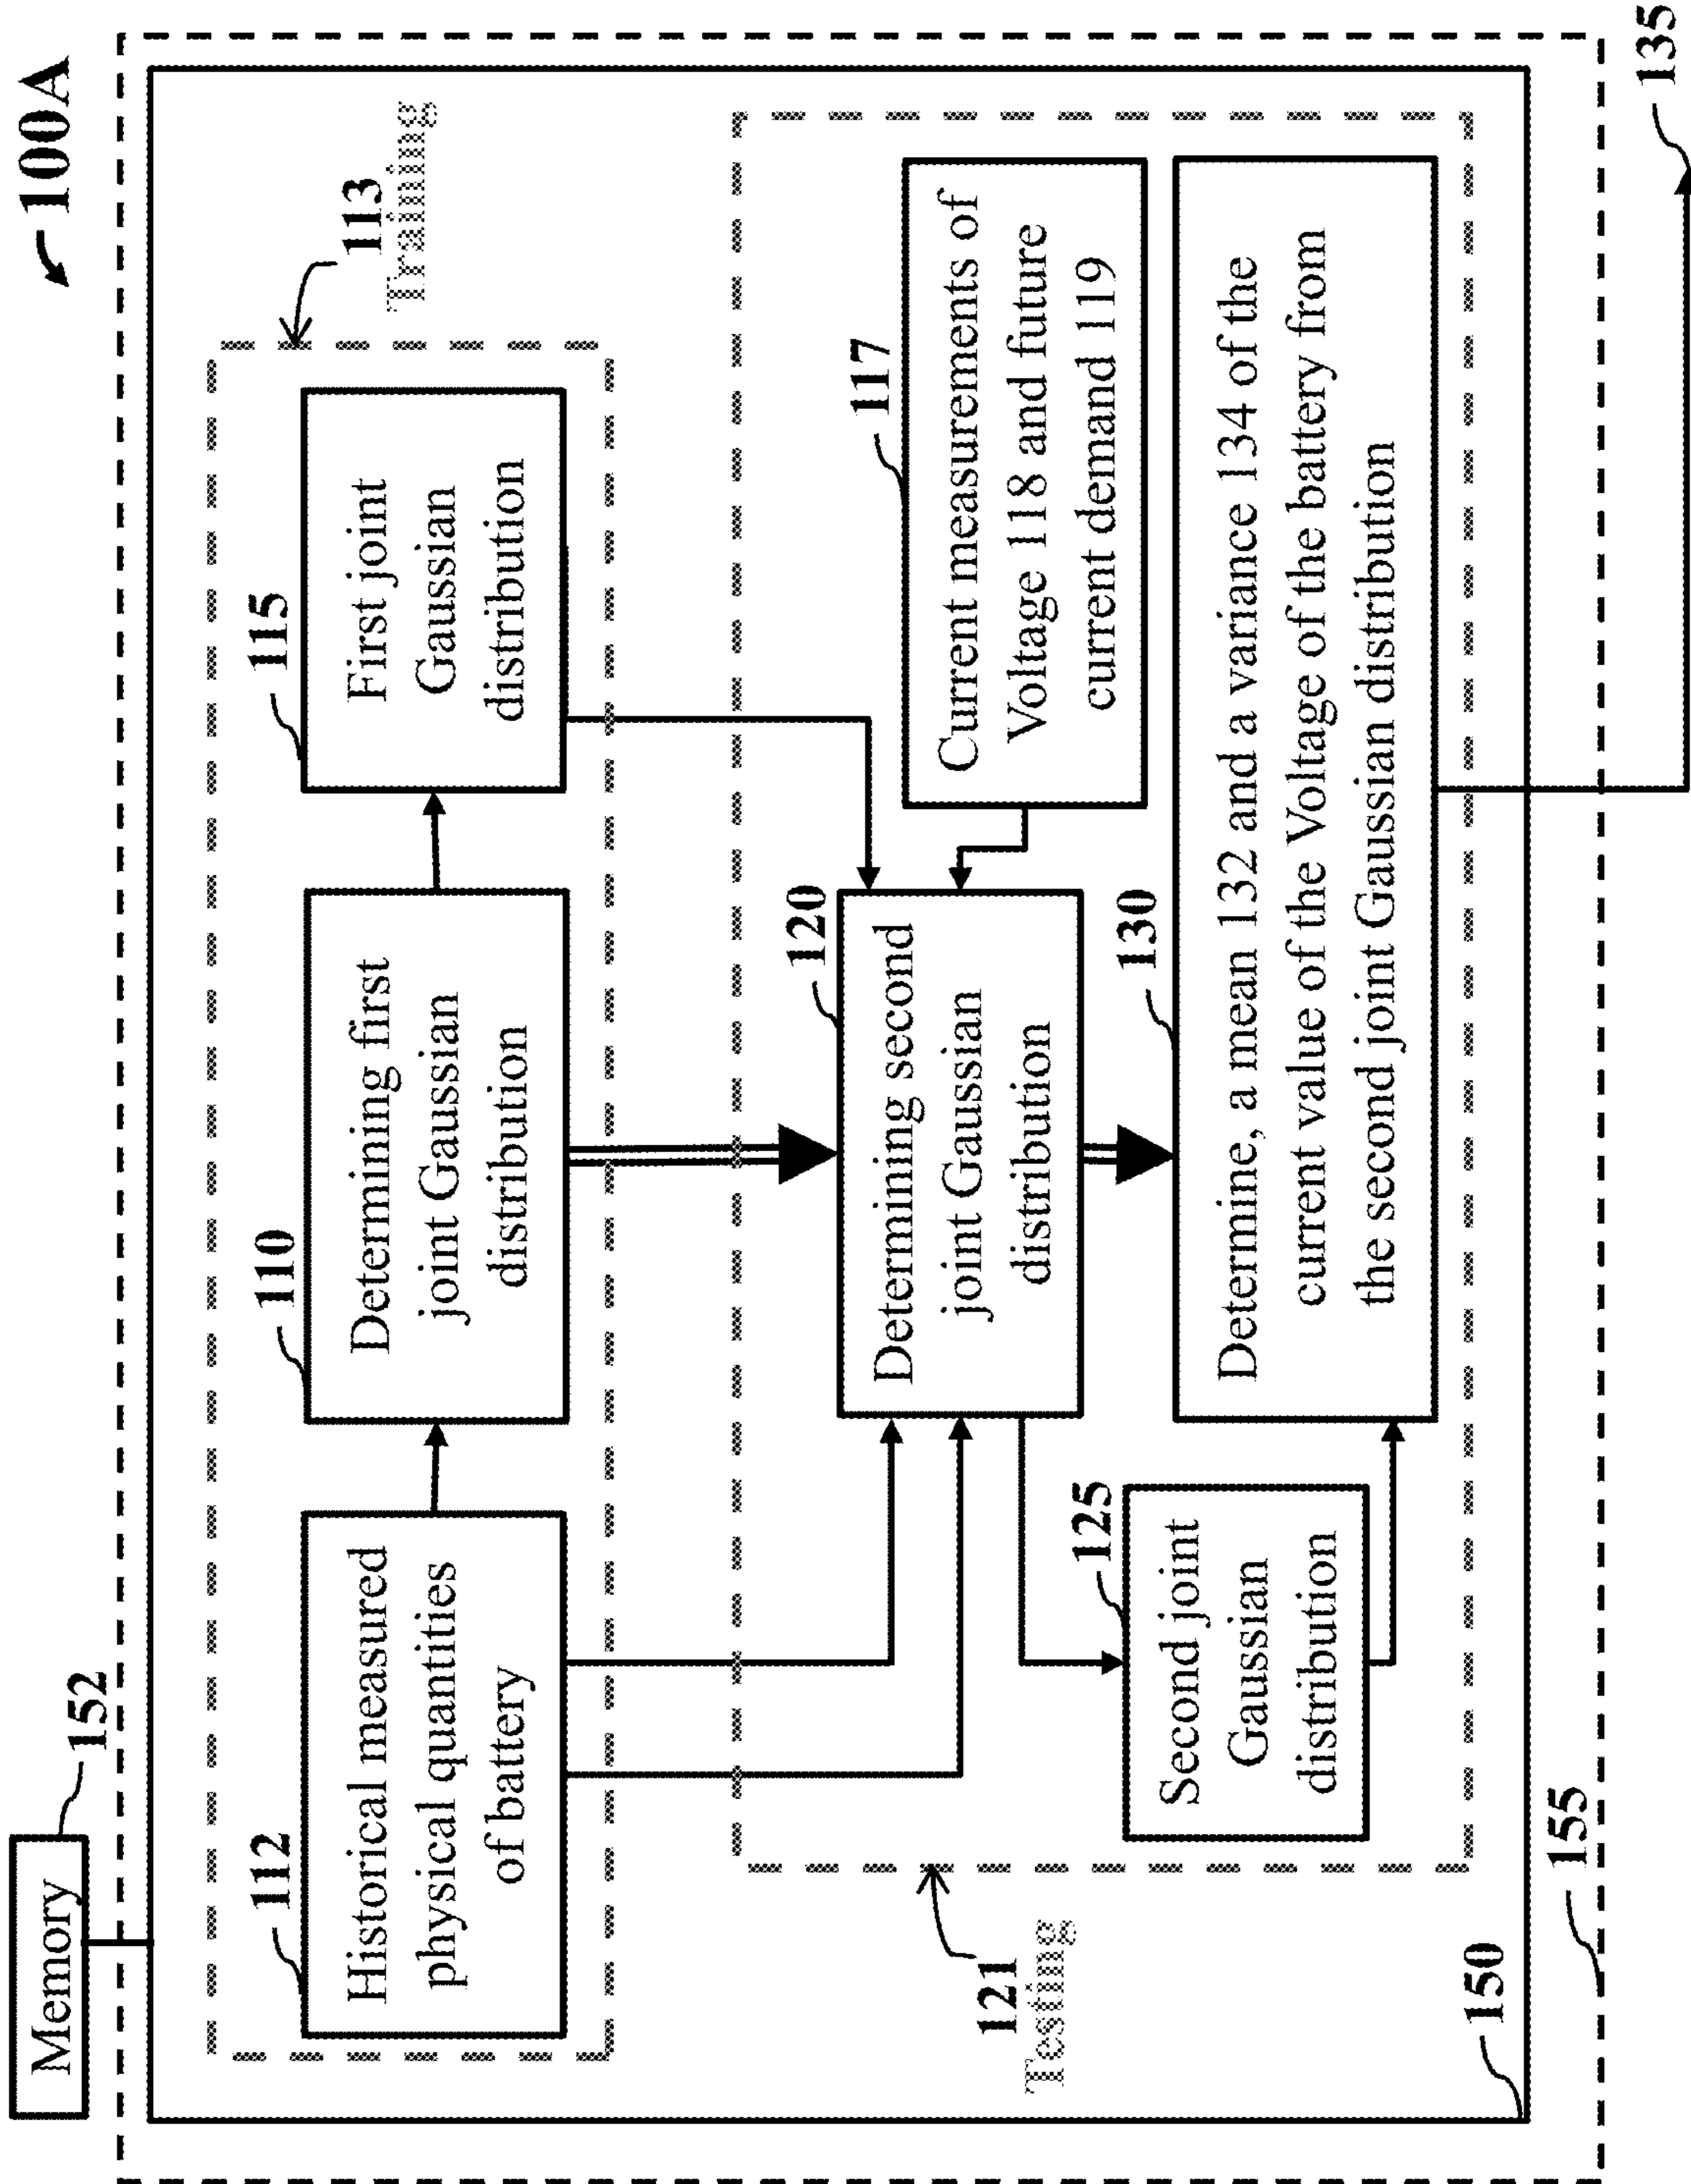 100A
Memory
152
113
Training
112
Historical measured
physical quantities
of battery
110
Determining first
joint Gaussian
distribution
115
First joint
Gaussian
distribution
121
Testing
120
Determining second
joint Gaussian
distribution
117
Current measurements of
Voltage 118 and future
current demand 119
125
Second joint
Gaussian
distribution
130
Determine, a mean 132 and a variance 134 of the
current value of the Voltage of the battery from
the second joint Gaussian distribution
150
155
135